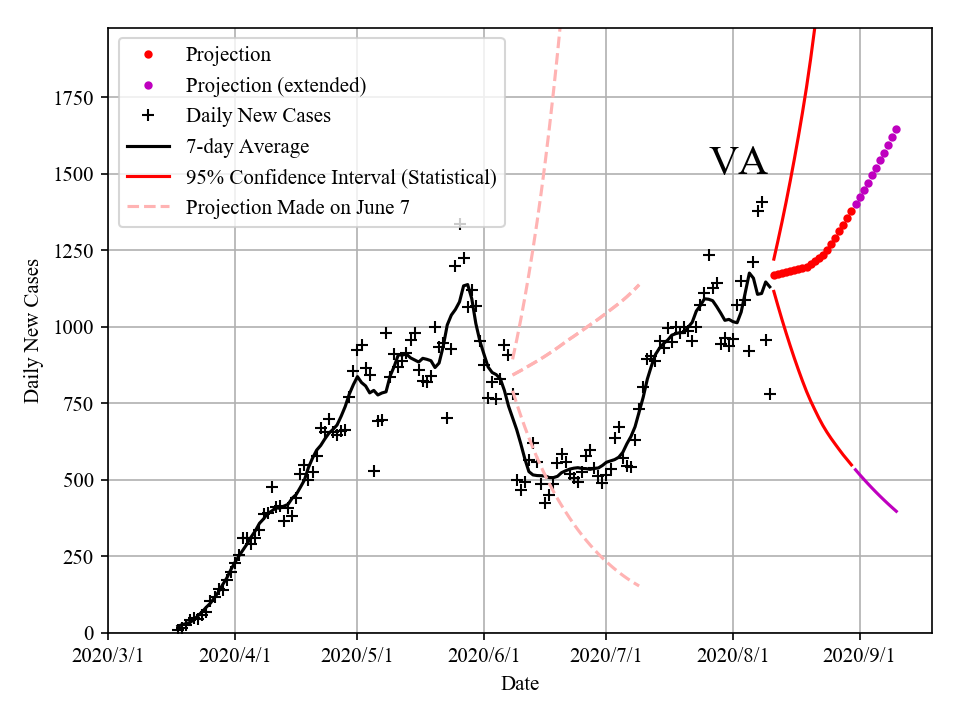 Projection
Projection (extended)
Daily New Cases
7-day Average
95% Confidence Interval (Statistical)
Projection Made on June 7
VA
1750
1500
1250
1000
750
500
250
0
Daily New Cases
2020/3/1 2020/4/1 2020/5/1 2020/6/1 2020/7/1 2020/8/1 2020/9/1
Date